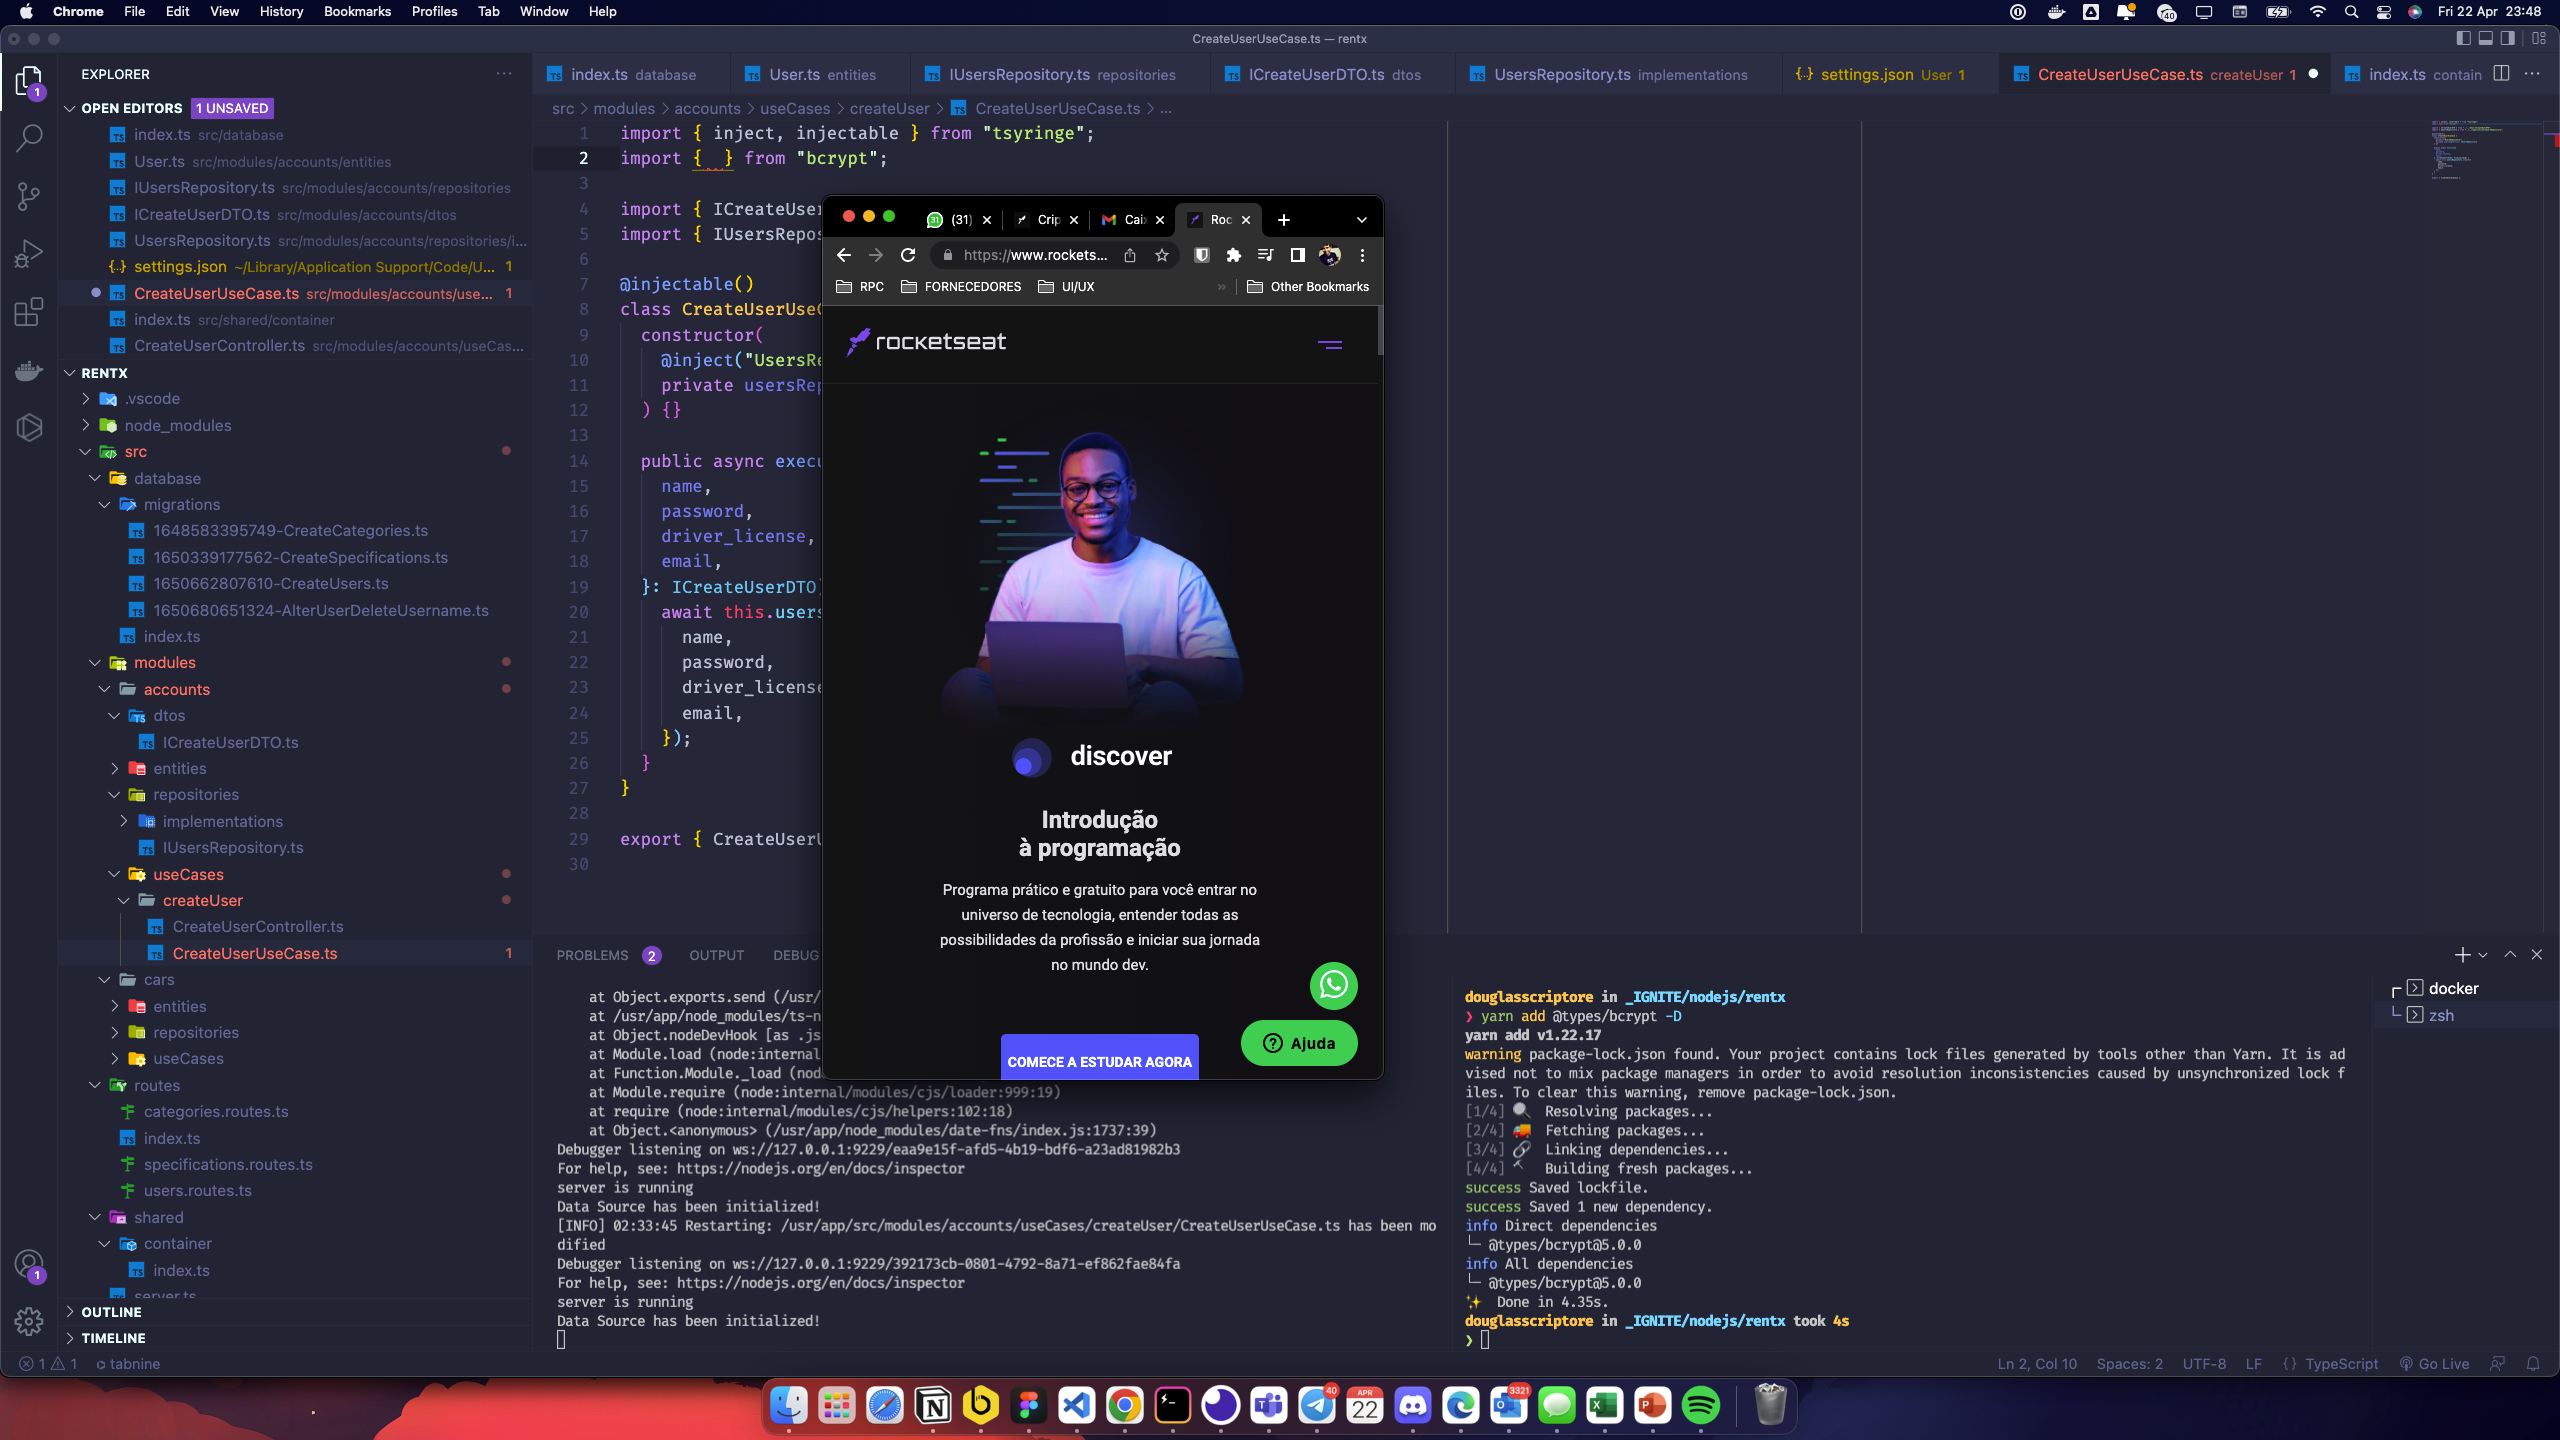 Chrome File Edit View History Bookmarks Profiles Tab Window Help
40
Fri 22 Apr 23:48
CreateUserUseCase.ts — rentx
EXPLORER
OPEN EDITORS 1 UNSAVED
index.ts src/database
User.ts src/modules/accounts/entities
IUsersRepository.ts src/modules/accounts/repositories
ICreateUserDTO.ts src/modules/accounts/dtos
UsersRepository.ts src/modules/accounts/repositories/i...
settings.json ~/Library/Application Support/Code/U... 1
CreateUserUseCase.ts src/modules/accounts/use... 1
index.ts src/shared/container
CreateUserController.ts src/modules/accounts/useCas...
RENTX
.vscode
node_modules
src
database
migrations
1648583395749-CreateCategories.ts
1650339177562-CreateSpecifications.ts
1650662807610-CreateUsers.ts
1650680651324-AlterUserDeleteUsername.ts
index.ts
modules
accounts
dtos
ICreateUserDTO.ts
entities
repositories
implementations
IUsersRepository.ts
useCases
createUser
CreateUserController.ts
CreateUserUseCase.ts 1
cars
entities
repositories
useCases
routes
categories.routes.ts
index.ts
specifications.routes.ts
users.routes.ts
shared
container
index.ts
server.ts
OUTLINE
TIMELINE
1 1 tabnine
index.ts database User.ts entities IUsersRepository.ts repositories ICreateUserDTO.ts dtos UsersRepository.ts implementations settings.json User 1 CreateUserUseCase.ts createUser 1 index.ts contain
src > modules > accounts > useCases > createUser > CreateUserUseCase.ts > ...
1 import { inject, injectable } from "tsyringe";
2 import {  } from "bcrypt";
3
4 import { ICreateUser
5 import { IUsersRepos
6
7 @injectable()
8 class CreateUserUseC
9 constructor(
10 @inject("UsersRe
11 private usersRep
12 ) {}
13
14 public async execu
15 name,
16 password,
17 driver_license,
18 email,
19 }: ICreateUserDTO)
20 await this.users
21 name,
22 password,
23 driver_license
24 email,
25 });
26 }
27 }
28
29 export { CreateUserU
30
(31) Crip Caix Roc
https://www.rockets...
RPC FORNECEDORES UI/UX » Other Bookmarks
rocketseat
discover
Introdução
à programação
Programa prático e gratuito para você entrar no
universo de tecnologia, entender todas as
possibilidades da profissão e iniciar sua jornada
no mundo dev.
COMECE A ESTUDAR AGORA
Ajuda
PROBLEMS 2 OUTPUT DEBUG
at Object.exports.send (/usr/
at /usr/app/node_modules/ts-n
at Object.nodeDevHook [as .js
at Module.load (node:internal
at Function.Module._load (nod
at Module.require (node:internal/modules/cjs/loader:999:19)
at require (node:internal/modules/cjs/helpers:102:18)
at Object.<anonymous> (/usr/app/node_modules/date-fns/index.js:1737:39)
Debugger listening on ws://127.0.0.1:9229/eaa9e15f-afd5-4b19-bdf6-a23ad81982b3
For help, see: https://nodejs.org/en/docs/inspector
server is running
Data Source has been initialized!
[INFO] 02:33:45 Restarting: /usr/app/src/modules/accounts/useCases/createUser/CreateUserUseCase.ts has been mo
dified
Debugger listening on ws://127.0.0.1:9229/392173cb-0801-4792-8a71-ef862fae84fa
For help, see: https://nodejs.org/en/docs/inspector
server is running
Data Source has been initialized!
douglasscriptore in _IGNITE/nodejs/rentx
❯ yarn add @types/bcrypt -D
yarn add v1.22.17
warning package-lock.json found. Your project contains lock files generated by tools other than Yarn. It is ad
vised not to mix package managers in order to avoid resolution inconsistencies caused by unsynchronized lock f
iles. To clear this warning, remove package-lock.json.
[1/4] 🔍 Resolving packages...
[2/4] 🚚 Fetching packages...
[3/4] 🔗 Linking dependencies...
[4/4] 🔨 Building fresh packages...
success Saved lockfile.
success Saved 1 new dependency.
info Direct dependencies
└─ @types/bcrypt@5.0.0
info All dependencies
└─ @types/bcrypt@5.0.0
✨ Done in 4.35s.
douglasscriptore in _IGNITE/nodejs/rentx took 4s
❯
docker
zsh
Ln 2, Col 10 Spaces: 2 UTF-8 LF {} TypeScript Go Live
40 APR 22 3321